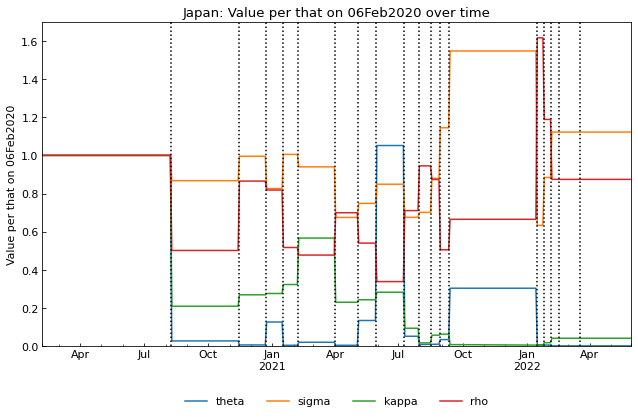 Japan: Value per that on 06Feb2020 over time
Value per that on 06Feb2020
1.6
1.4
1.2
1.0
0.8
0.6
0.4
0.2
0.0
Apr Jul Oct Jan Apr Jul Oct Jan Apr
2021 2022
theta sigma kappa rho